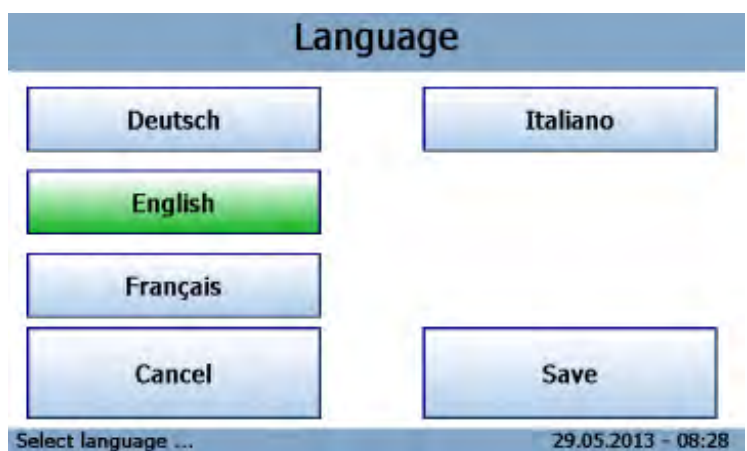 Language
Deutsch
Italiano
English
Français
Cancel
Save
Select language ...
29.05.2013 - 08:28